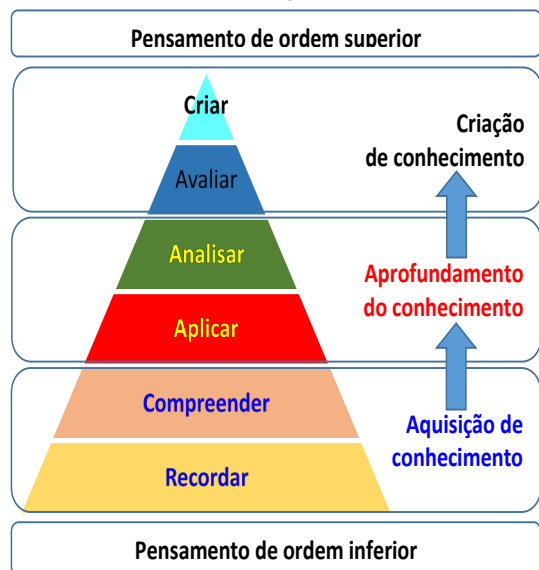 Pensamento de ordem superior
Criar
Avaliar
Criação
de conhecimento
Analisar
Aplicar
Aprofundamento
do conhecimento
Compreender
Recordar
Aquisição de
conhecimento
Pensamento de ordem inferior